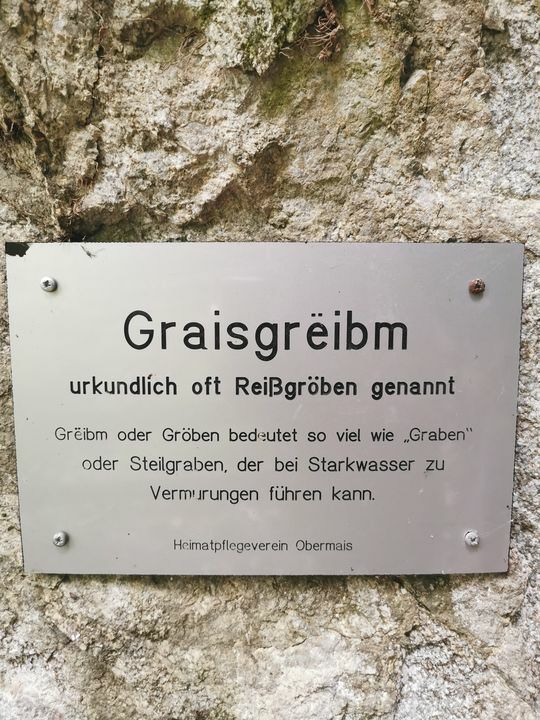 Graisgrëibm
urkundlich oft Reißgröben genannt
Grëibm oder Gröben bedeutet so viel wie „Graben“
oder Steilgraben, der bei Starkwasser zu
Vermurungen führen kann.
Heimatpflegeverein Obermais